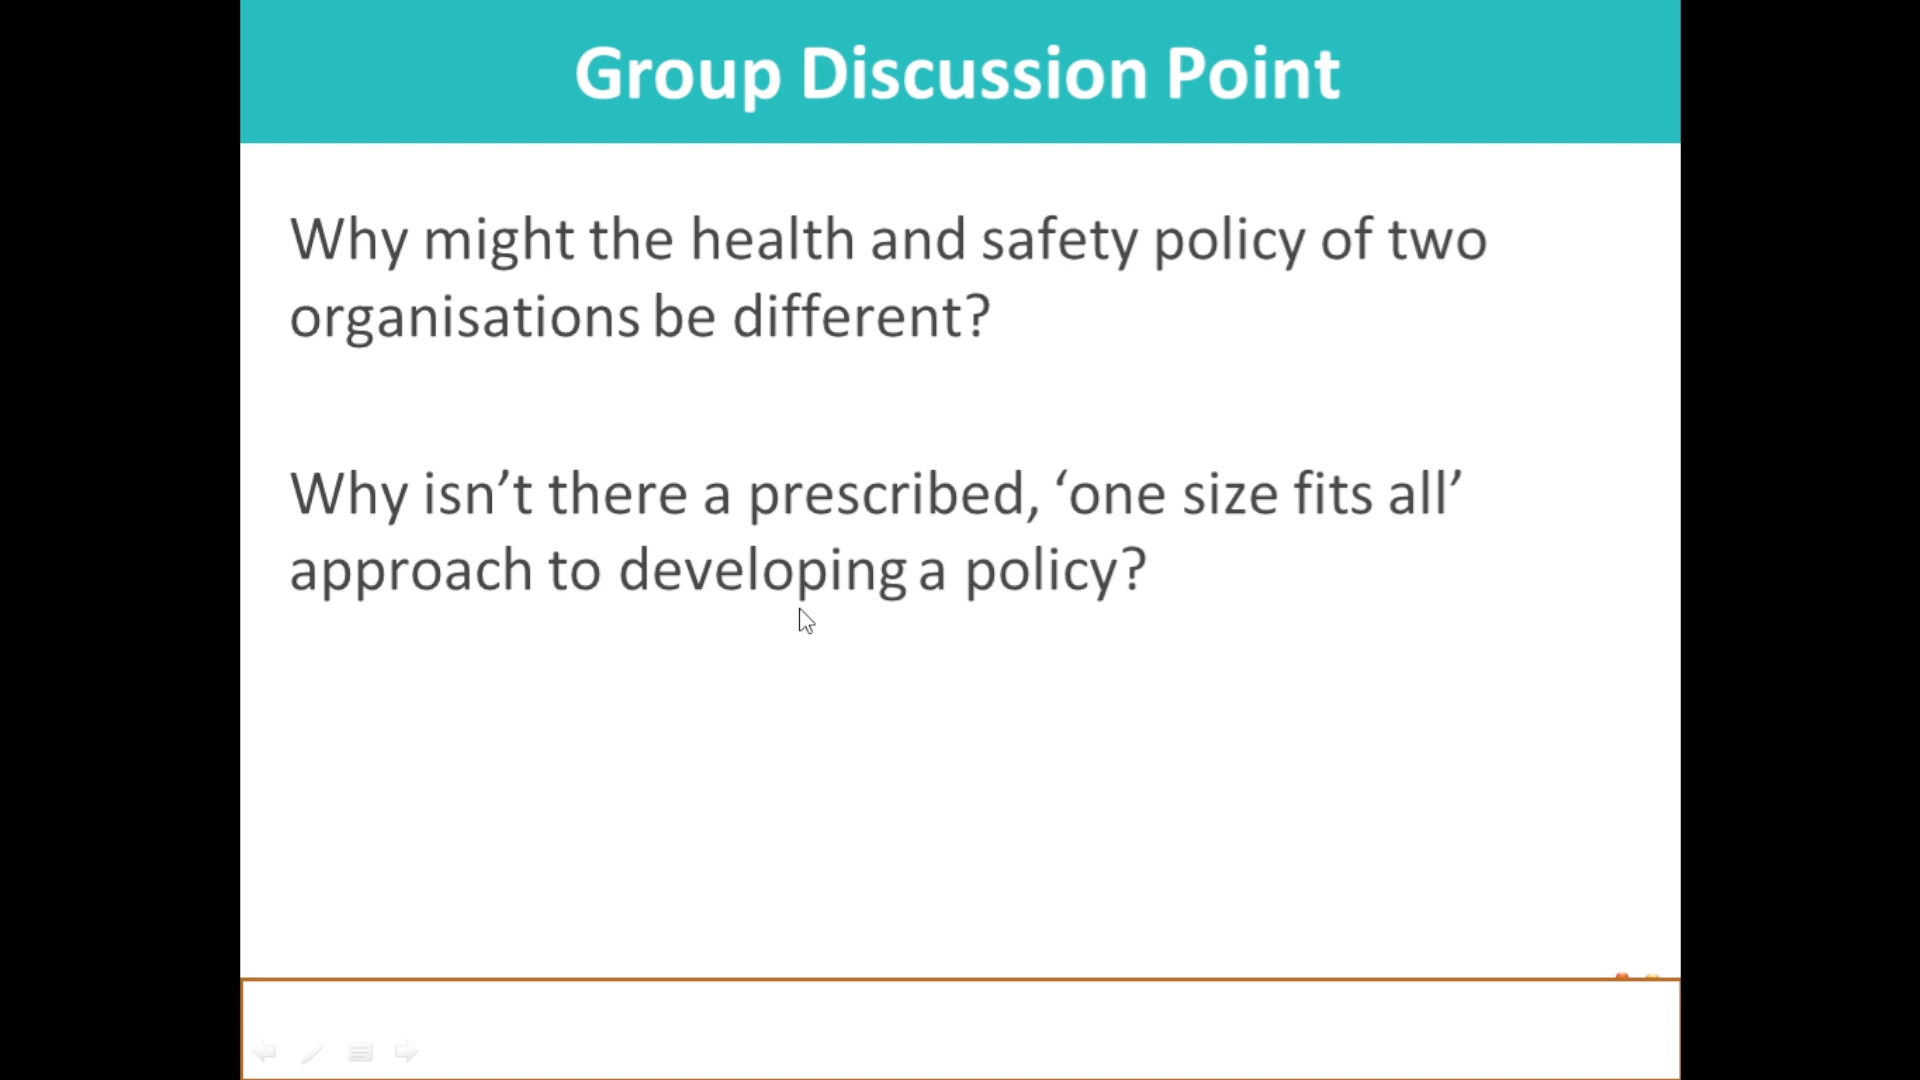 Group Discussion Point
Why might the health and safety policy of two
organisations be different?
Why isn’t there a prescribed, ‘one size fits all’
approach to developing a policy?